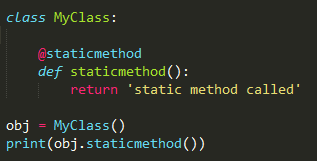 class MyClass:
@staticmethod
def staticmethod():
return 'static method called'
obj = MyClass()
print(obj.staticmethod())